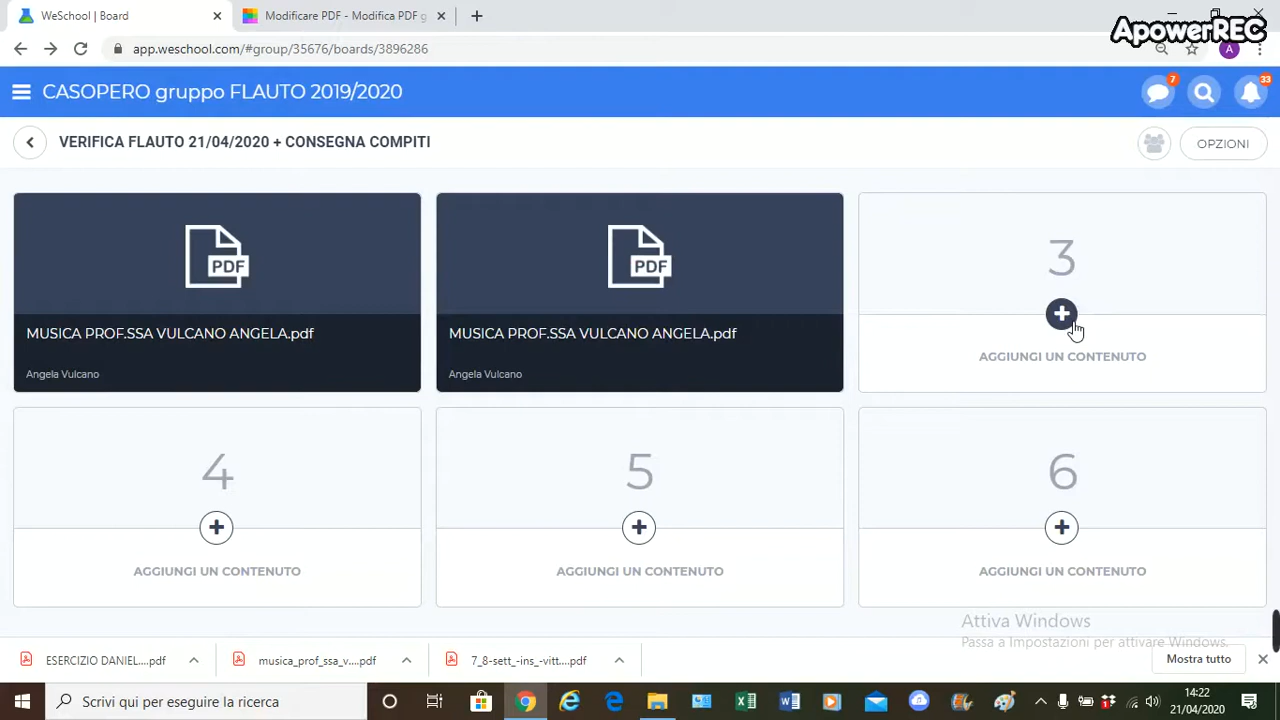 WeSchool | Board
Modificare PDF - Modifica PDF g
ApowerREC
app.weschool.com/#group/35676/boards/3896286
A
CASOPERO gruppo FLAUTO 2019/2020
7
33
VERIFICA FLAUTO 21/04/2020 + CONSEGNA COMPITI
OPZIONI
PDF
MUSICA PROF.SSA VULCANO ANGELA.pdf
Angela Vulcano
PDF
MUSICA PROF.SSA VULCANO ANGELA.pdf
Angela Vulcano
3
AGGIUNGI UN CONTENUTO
4
AGGIUNGI UN CONTENUTO
5
AGGIUNGI UN CONTENUTO
6
AGGIUNGI UN CONTENUTO
Attiva Windows
Passa a Impostazioni per attivare Windows.
ESERCIZIO DANIEL....pdf
musica_prof_ssa_v....pdf
7_8-sett_-ins_-vitt....pdf
Mostra tutto
Scrivi qui per eseguire la ricerca
14:22
21/04/2020